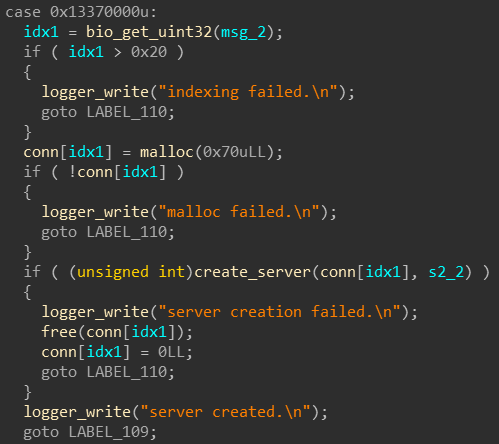 case 0x13370000u:
  idx1 = bio_get_uint32(msg_2);
  if ( idx1 > 0x20 )
  {
    logger_write("indexing failed.\n");
    goto LABEL_110;
  }
  conn[idx1] = malloc(0x70uLL);
  if ( !conn[idx1] )
  {
    logger_write("malloc failed.\n");
    goto LABEL_110;
  }
  if ( (unsigned int)create_server(conn[idx1], s2_2) )
  {
    logger_write("server creation failed.\n");
    free(conn[idx1]);
    conn[idx1] = 0LL;
    goto LABEL_110;
  }
  logger_write("server created.\n");
  goto LABEL_109;